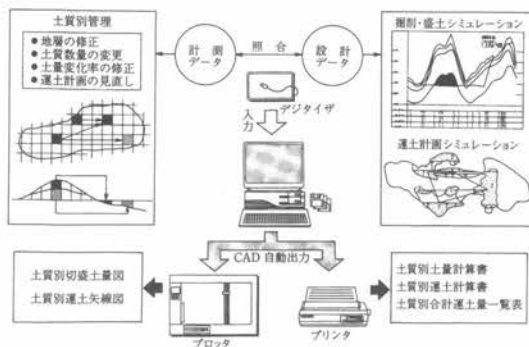 土質別管理
● 地層の修正
● 土質数量の変更
● 土量変化率の修正
● 運土計画の見直し
計測
データ
照合
設計
データ
掘削・盛土シミュレーション
デジタイザ
入力
運土計画シミュレーション
CAD自動出力
土質別切盛土量図
土質別運土矢線図
プロッタ
プリンタ
土質別土量計算書
土質別運土計算書
土質別合計運土量一覧表